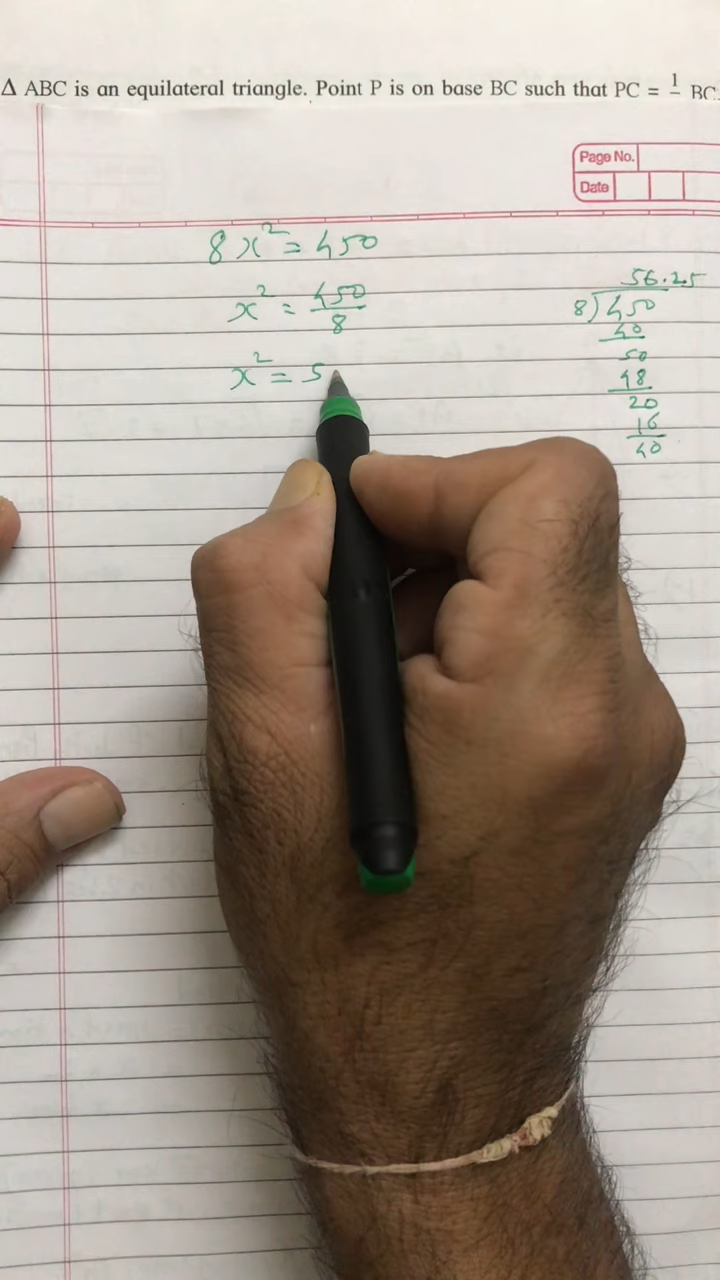 Δ ABC is an equilateral triangle. Point P is on base BC such that PC = 1 BC.
Page No.
Date
8x² = 450
x² = 450/8
x² = 5
56.25
8)450
40
50
48
20
16
40